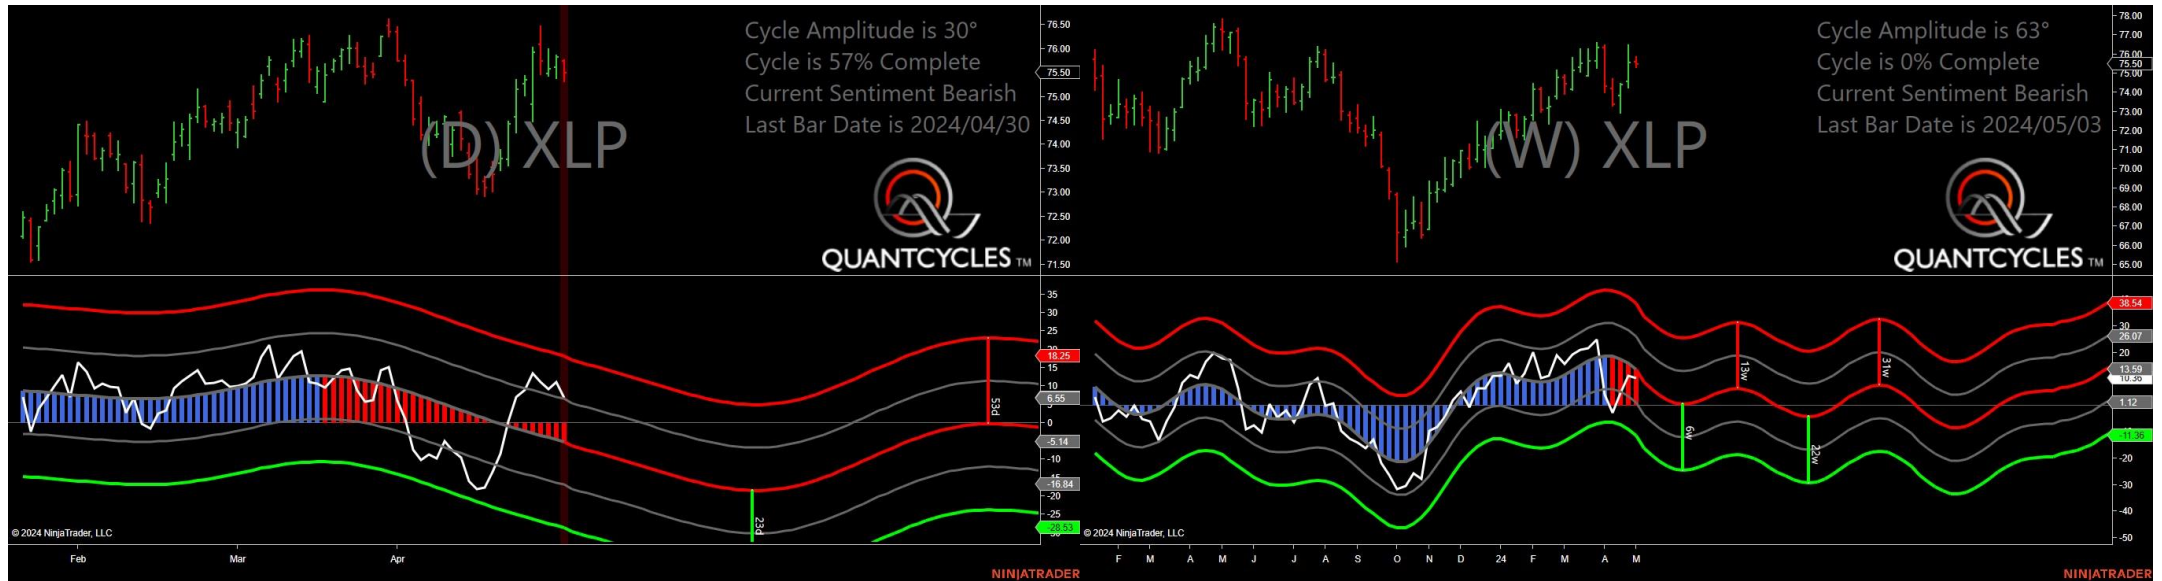 Cycle Amplitude is 30°
Cycle is 57% Complete
Current Sentiment Bearish
Last Bar Date is 2024/04/30
(D) XLP
QUANTCYCLES TM
76.50
76.00
75.50
75.00
74.50
74.00
73.50
73.00
72.50
72.00
71.50
35
30
25
18.25
15
10
6.55
0
-5.14
-10
-16.84
-20
-25
-28.53
53d
23d
© 2024 NinjaTrader, LLC
Feb
Mar
Apr
NINJATRADER
Cycle Amplitude is 63°
Cycle is 0% Complete
Current Sentiment Bearish
Last Bar Date is 2024/05/03
(W) XLP
QUANTCYCLES TM
78.00
77.00
76.00
75.50
75.00
74.00
73.00
72.00
71.00
70.00
69.00
68.00
67.00
66.00
65.00
38.54
30
26.07
20
13.59
10.36
1.12
-11.36
-20
-30
-40
-50
13w
31w
6w
22w
© 2024 NinjaTrader, LLC
F M A M J J A S O N D 24 F M A M
NINJATRADER